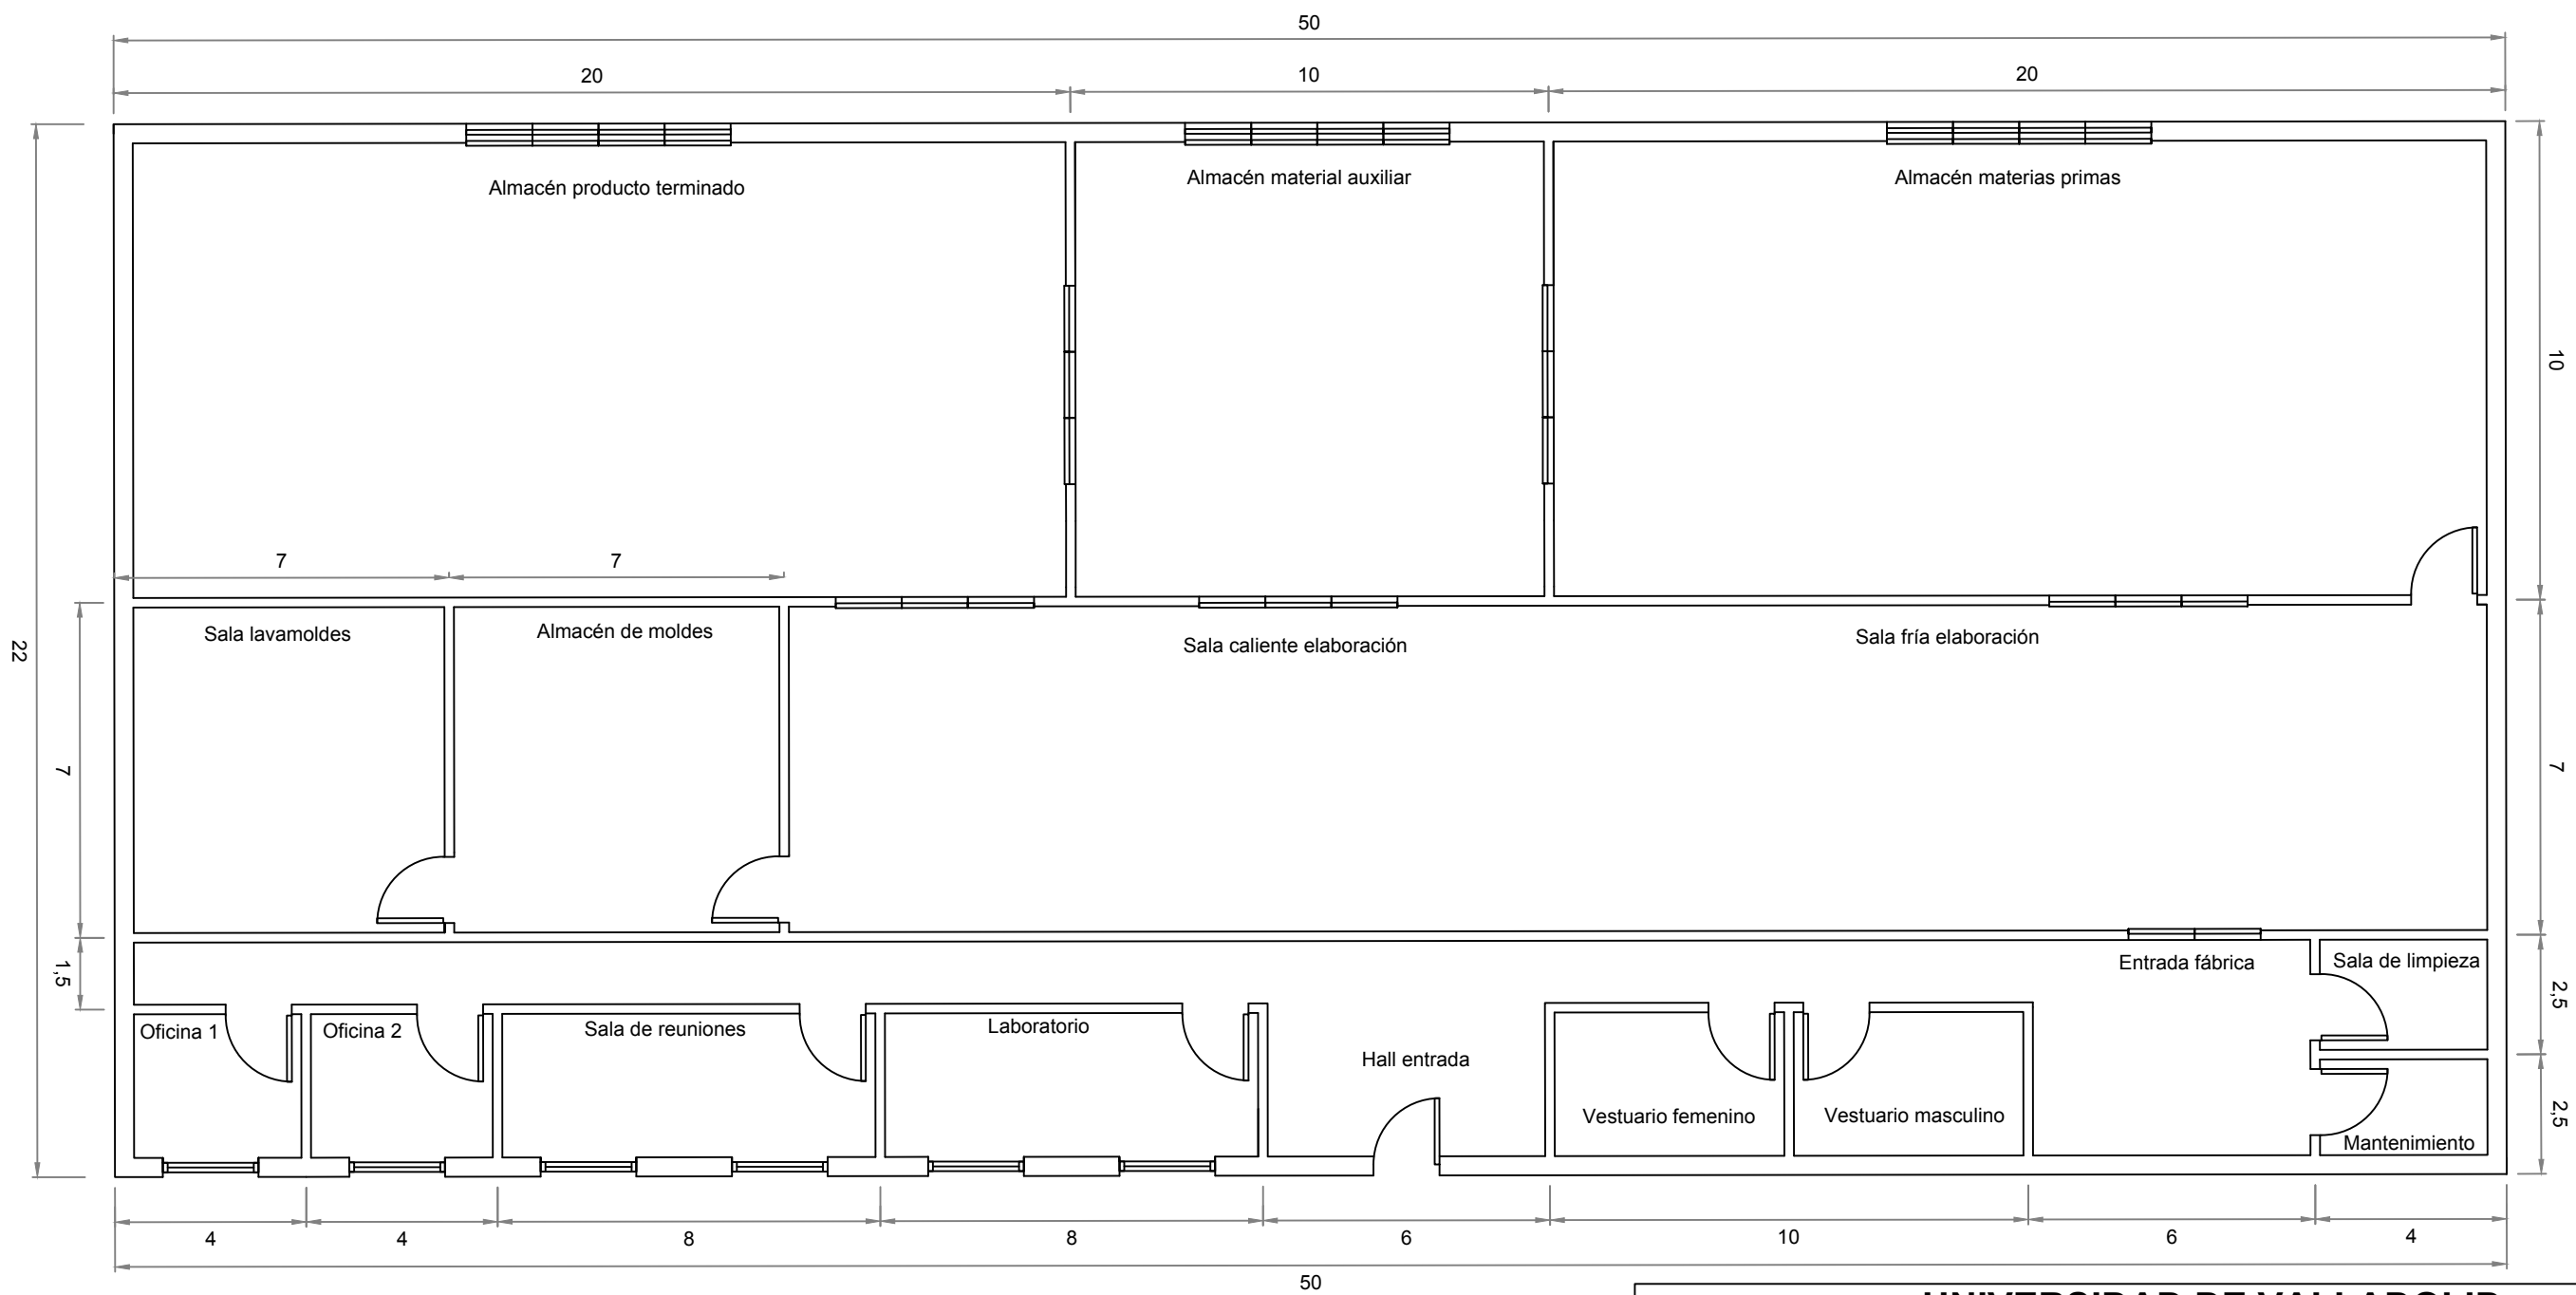 50
20
10
20
Almacén producto terminado
Almacén material auxiliar
Almacén materias primas
10
7
7
22
Sala lavamoldes
Almacén de moldes
Sala caliente elaboración
Sala fría elaboración
7
7
1,5
Entrada fábrica
Sala de limpieza
2,5
Oficina 1
Oficina 2
Sala de reuniones
Laboratorio
Hall entrada
Vestuario femenino
Vestuario masculino
Mantenimiento
2,5
4
4
8
8
6
10
6
4
50
UNIVERSIDAD DE VALLADOLID